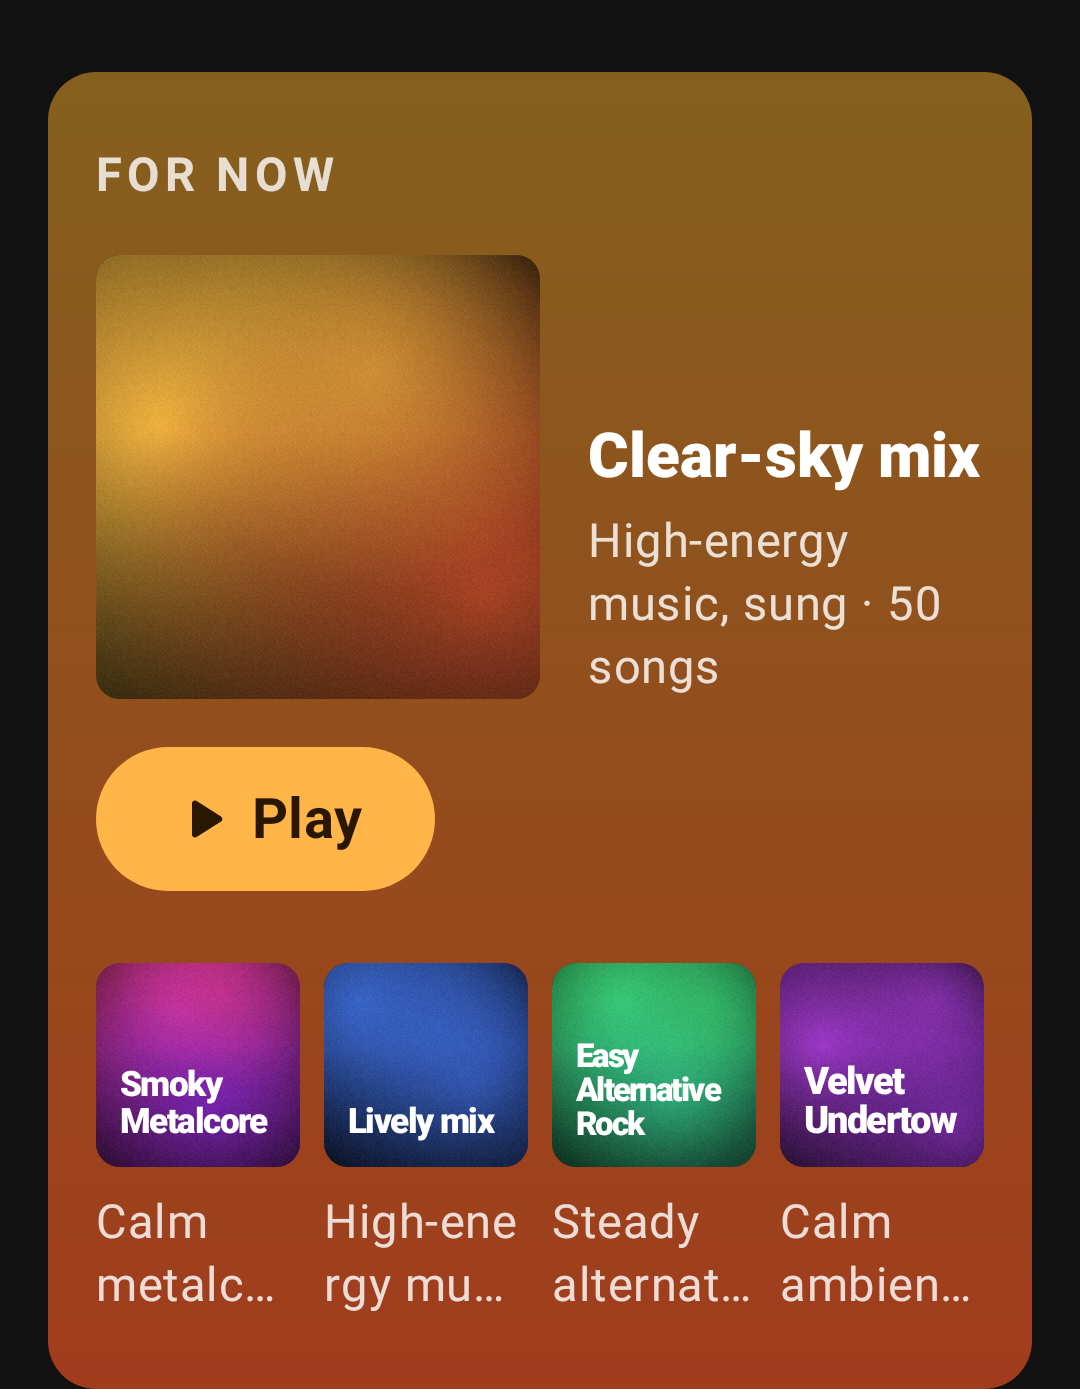 FOR NOW
Clear-sky mix
High-energy
music, sung · 50
songs
Play
Smoky
Metalcore
Lively mix
Easy
Alternative
Rock
Velvet
Undertow
Calm
metalc…
High-ene
rgy mu…
Steady
alternat…
Calm
ambien…